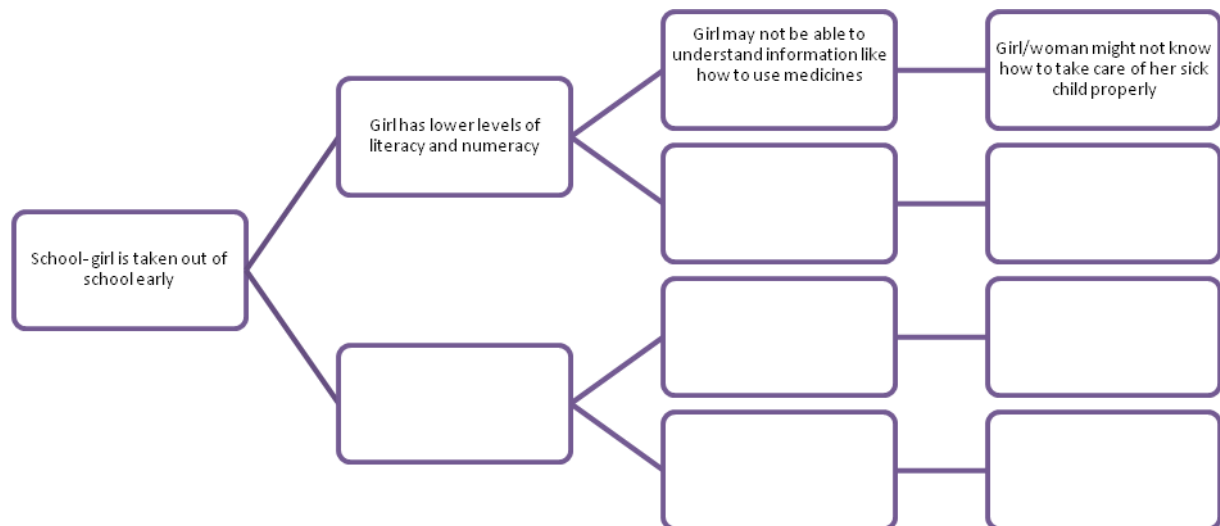 School-girl is taken out of
school early
Girl has lower levels of
literacy and numeracy
Girl may not be able to
understand information like
how to use medicines
Girl/woman might not know
how to take care of her sick
child properly